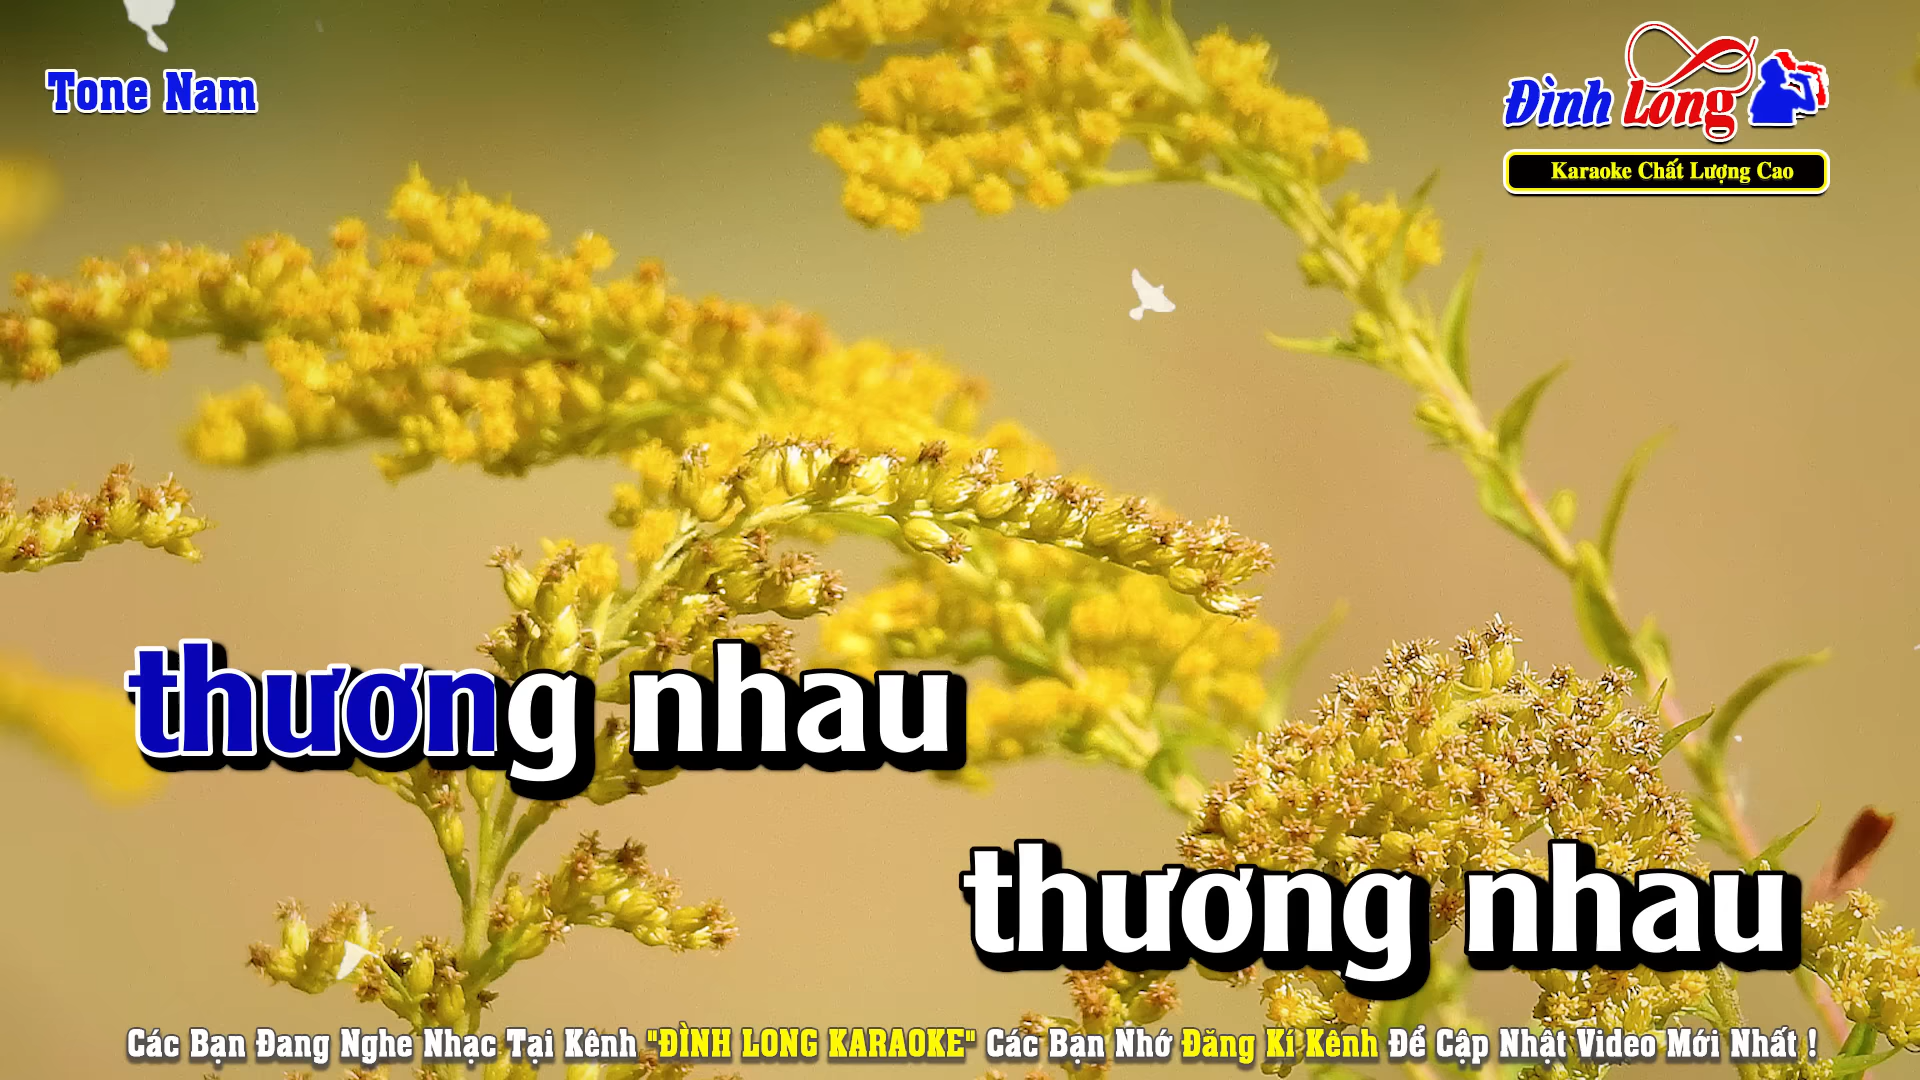 Tone Nam
Đình Long
Karaoke Chất Lượng Cao
thương nhau
thương nhau
Các Bạn Đang Nghe Nhạc Tại Kênh "ĐÌNH LONG KARAOKE" Các Bạn Nhớ Đăng Kí Kênh Để Cập Nhật Video Mới Nhất !